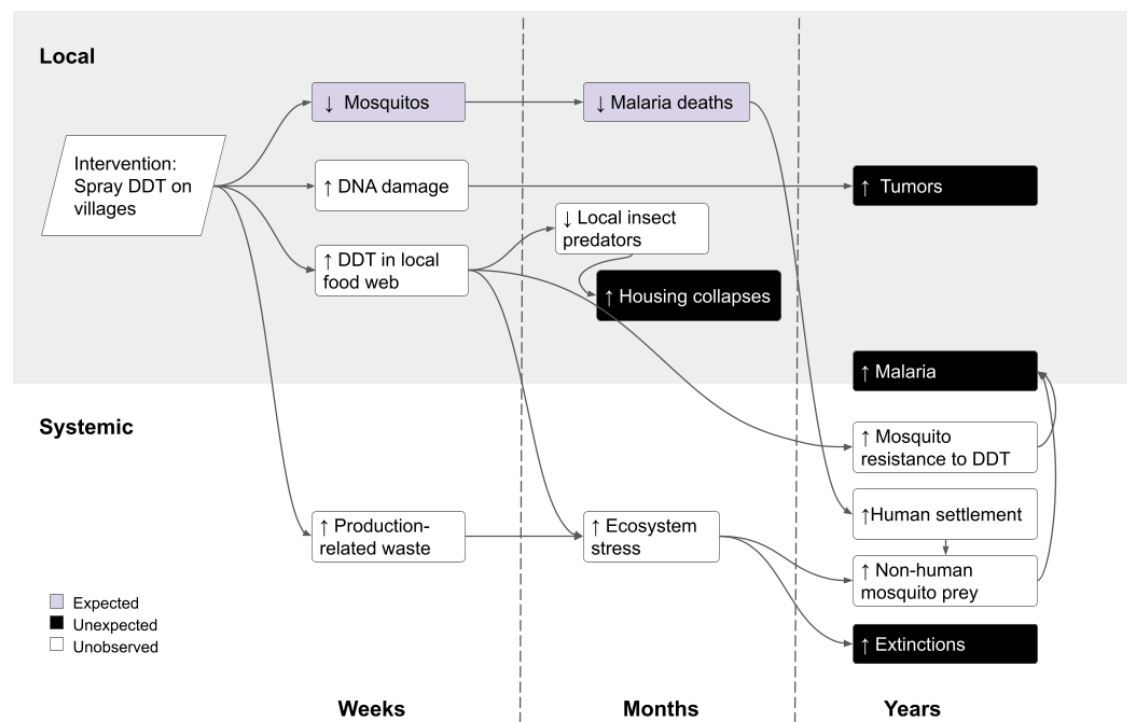 Local
↓ Mosquitos
↓ Malaria deaths
Intervention:
Spray DDT on
villages
↑ DNA damage
↑ Tumors
↓ Local insect
predators
↑ DDT in local
food web
↑ Housing collapses
↑ Malaria
Systemic
↑ Mosquito
resistance to DDT
↑Human settlement
↑ Production-
related waste
↑ Ecosystem
stress
↑ Non-human
mosquito prey
↑ Extinctions
Expected
Unexpected
Unobserved
Weeks
Months
Years